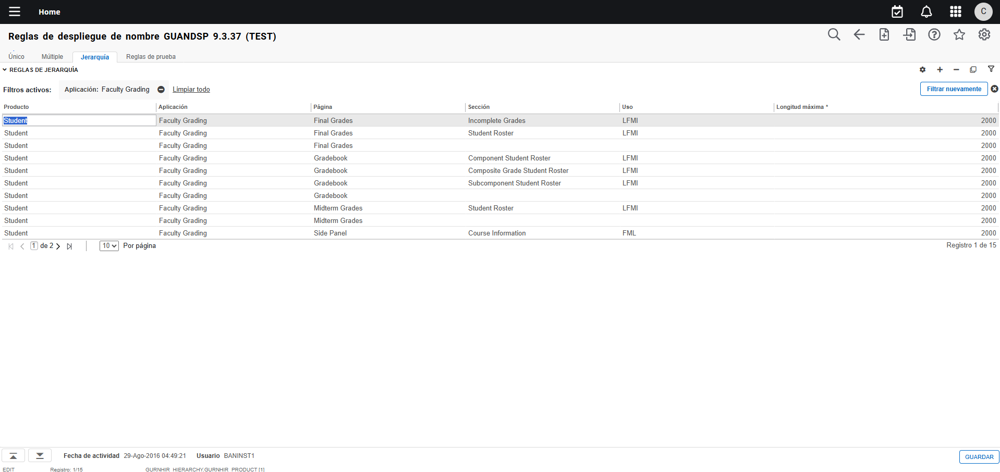 Home
C
Reglas de despliegue de nombre GUANDSP 9.3.37 (TEST)
Único Múltiple Jerarquía Reglas de prueba
REGLAS DE JERARQUÍA
Filtros activos: Aplicación: Faculty Grading Limpiar todo Filtrar nuevamente
Producto Aplicación Página Sección Uso Longitud máxima *
Student Faculty Grading Final Grades Incomplete Grades LFMI 2000
Student Faculty Grading Final Grades Student Roster LFMI 2000
Student Faculty Grading Final Grades 2000
Student Faculty Grading Gradebook Component Student Roster LFMI 2000
Student Faculty Grading Gradebook Composite Grade Student Roster LFMI 2000
Student Faculty Grading Gradebook Subcomponent Student Roster LFMI 2000
Student Faculty Grading Gradebook 2000
Student Faculty Grading Midterm Grades Student Roster LFMI 2000
Student Faculty Grading Midterm Grades 2000
Student Faculty Grading Side Panel Course Information FML 2000
1 de 2 10 Por página Registro 1 de 15
Fecha de actividad 29-Ago-2016 04:49:21 Usuario BANINST1 GUARDAR
EDIT Registro: 1/15 GURNHIR_HIERARCHY.GURNHIR_PRODUCT [1]